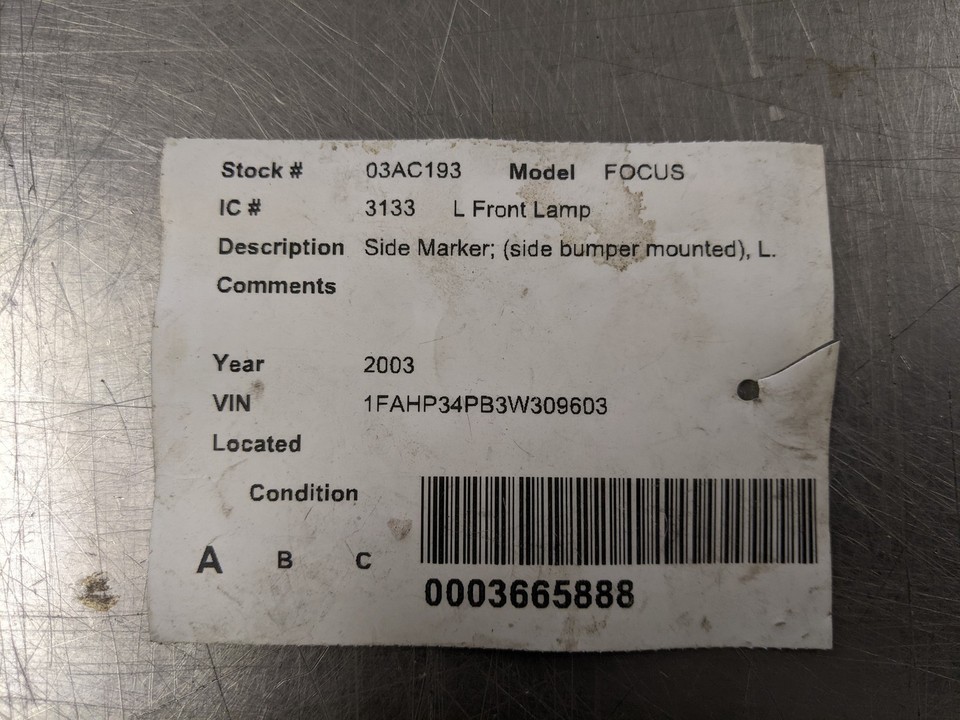 Stock # 03AC193 Model FOCUS
IC # 3133 L Front Lamp
Description Side Marker; (side bumper mounted), L.
Comments
Year 2003
VIN 1FAHP34PB3W309603
Located
Condition
A B C
0003665888